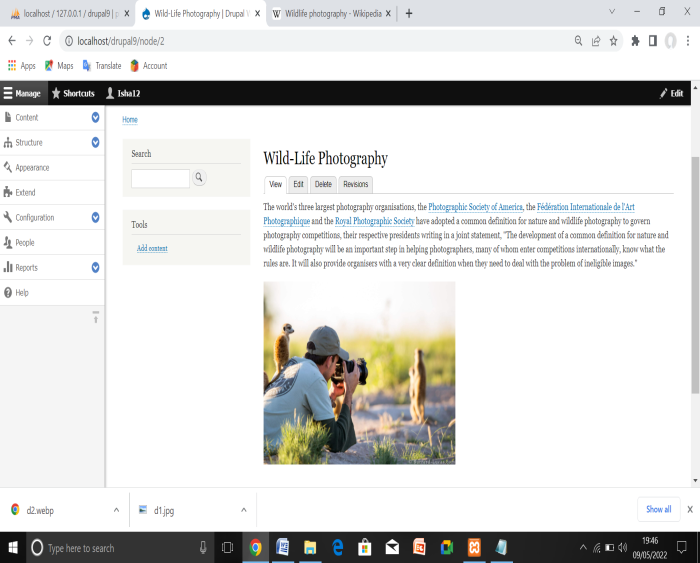 localhost / 127.0.0.1 / drupal9 | p
Wild-Life Photography | Drupal
Wildlife photography - Wikipedia
localhost/drupal9/node/2
Apps Maps Translate Account
Manage Shortcuts Isha12 Edit
Content
Structure
Appearance
Extend
Configuration
People
Reports
Help
Home
Search
Tools
Add content
Wild-Life Photography
View Edit Delete Revisions
The world's three largest photography organisations, the Photographic Society of America, the Fédération Internationale de l'Art
Photographique and the Royal Photographic Society have adopted a common definition for nature and wildlife photography to govern
photography competitions, their respective presidents writing in a joint statement, "The development of a common definition for nature and
wildlife photography will be an important step in helping photographers, many of whom enter competitions internationally, know what the
rules are. It will also provide organisers with a very clear definition when they need to deal with the problem of ineligible images."
d2.webp
d1.jpg
Show all
Type here to search
19:46
09/05/2022